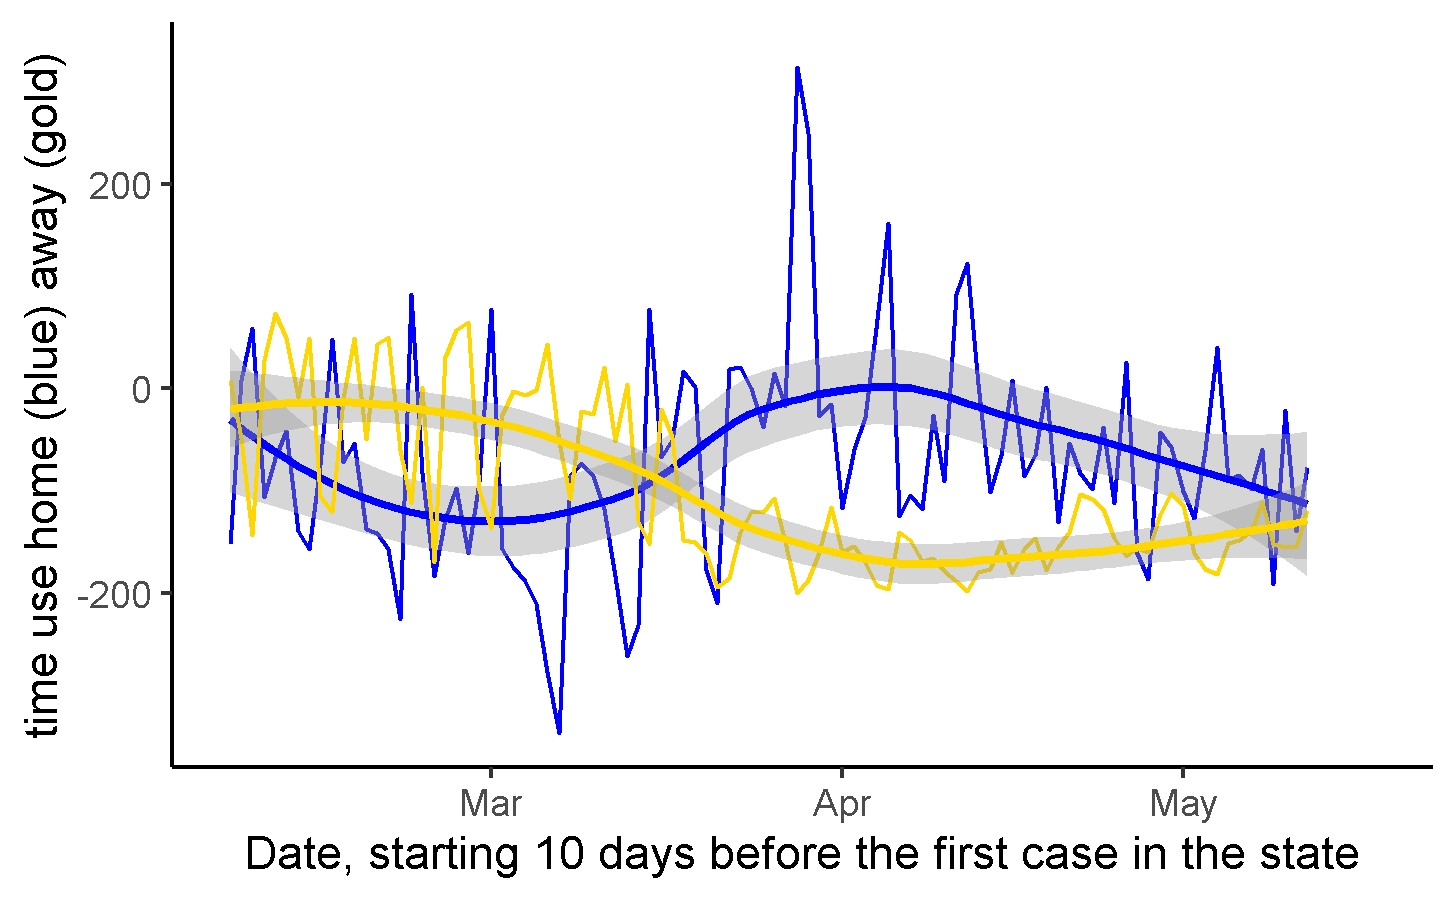 time use home (blue) away (gold)
200
0
-200
Mar Apr May
Date, starting 10 days before the first case in the state